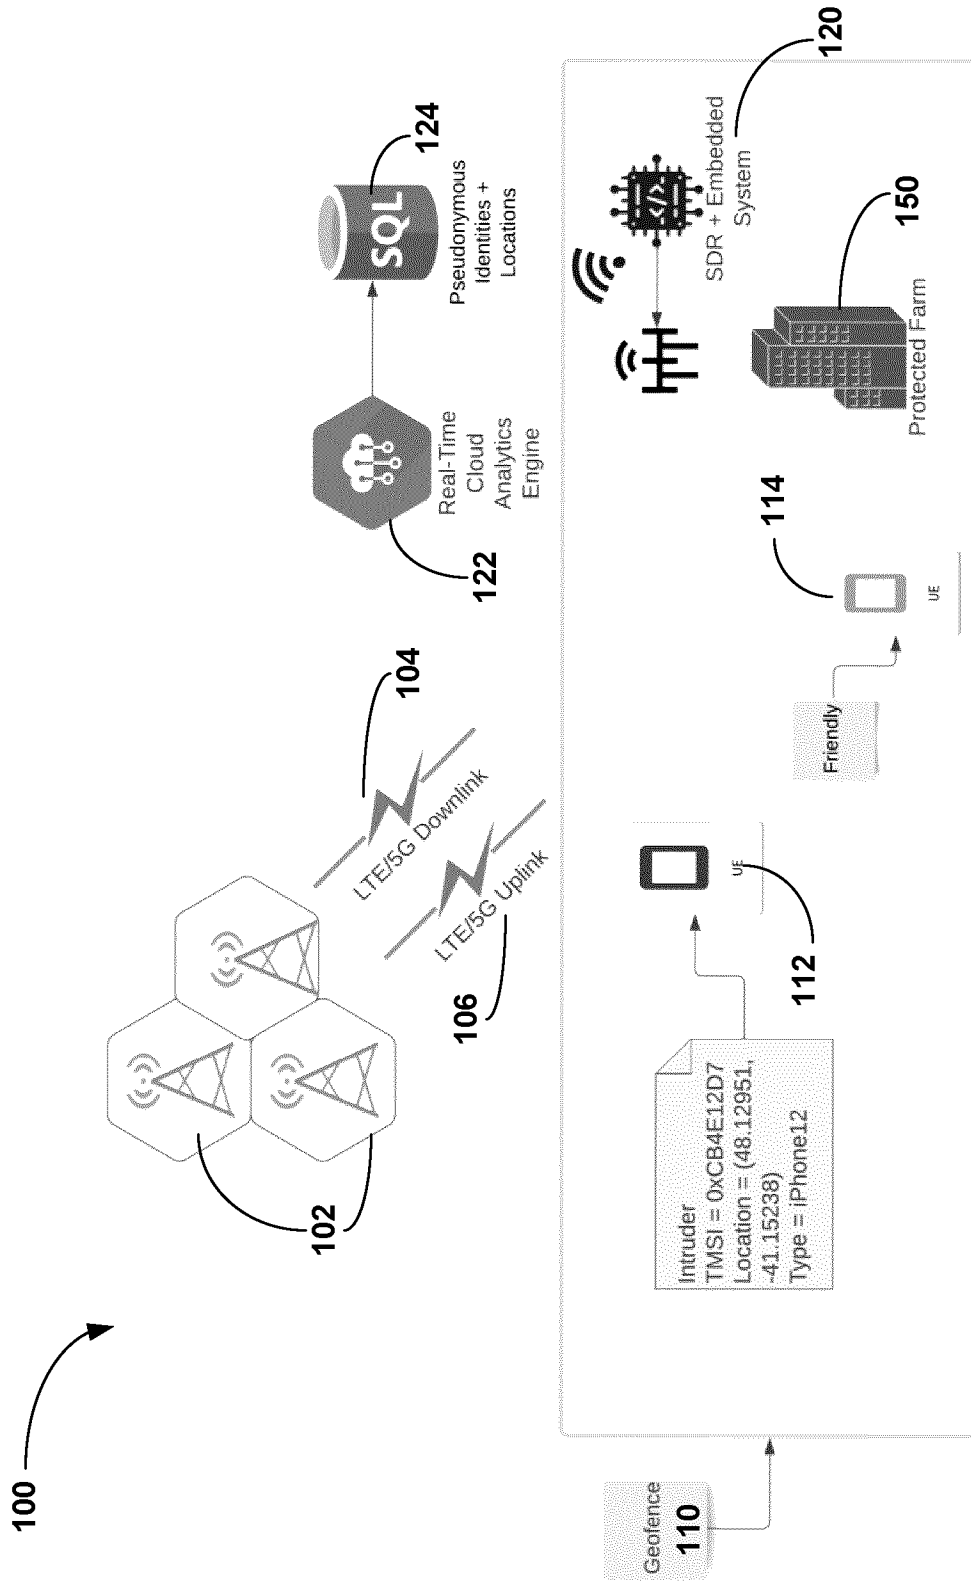 100
102
LTE/5G Downlink
104
LTE/5G Uplink
106
Real-Time
Cloud
Analytics
Engine
122
SQL
124
Pseudonymous
Identities +
Locations
Geofence
110
Intruder
TMSI = 0xCB4E12D7
Location = (48.12951,
-41.15238)
Type = iPhone12
UE
112
Friendly
UE
114
</>
SDR + Embedded
System
120
Protected Farm
150